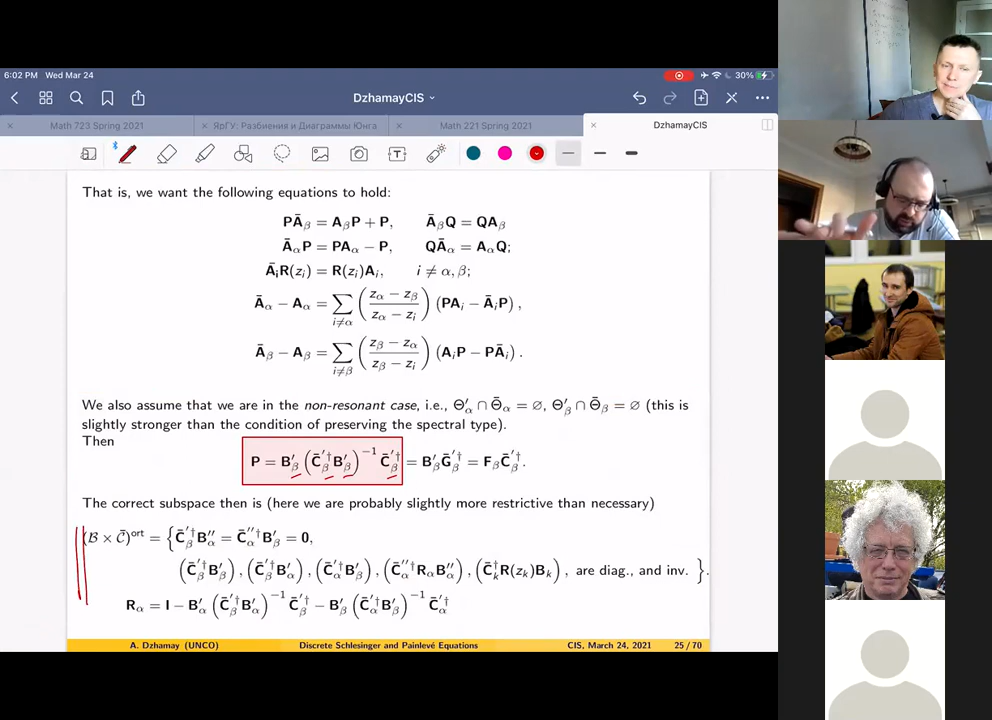 6:02 PM Wed Mar 24
30%
DzhamayCIS
Math 723 Spring 2021
ЯрГУ: Разбиения и Диаграммы Юнга
Math 221 Spring 2021
DzhamayCIS
That is, we want the following equations to hold:
PĀ_β = A_βP + P, Ā_βQ = QA_β
Ā_αP = PA_α − P, QĀ_α = A_αQ;
Ā_iR(z_i) = R(z_i)A_i, i ≠ α, β;
Ā_α − A_α = ∑_{i≠α} ((z_α − z_β)/(z_α − z_i)) (PA_i − Ā_iP),
Ā_β − A_β = ∑_{i≠β} ((z_β − z_α)/(z_β − z_i)) (A_iP − PĀ_i).
We also assume that we are in the non-resonant case, i.e., Θ′_α ∩ Θ̄_α = ∅, Θ′_β ∩ Θ̄_β = ∅ (this is
slightly stronger than the condition of preserving the spectral type).
Then
P = B′_β (C̄′†_β B′_β)^{−1} C̄′†_β = B′_β Ḡ′†_β = F_β C̄′†_β.
The correct subspace then is (here we are probably slightly more restrictive than necessary)
(B × C̄)^ort = { C̄′†_β B″_α = C̄″†_α B′_β = 0,
(C̄′†_β B′_β), (C̄′†_β B′_α), (C̄′†_α B′_β), (C̄″†_α R_α B″_α), (C̄†_k R(z_k)B_k), are diag., and inv. }.
R_α = I − B′_α (C̄′†_β B′_α)^{−1} C̄′†_β − B′_β (C̄′†_α B′_β)^{−1} C̄′†_α
A. Dzhamay (UNCO) Discrete Schlesinger and Painlevé Equations CIS, March 24, 2021 25 / 70